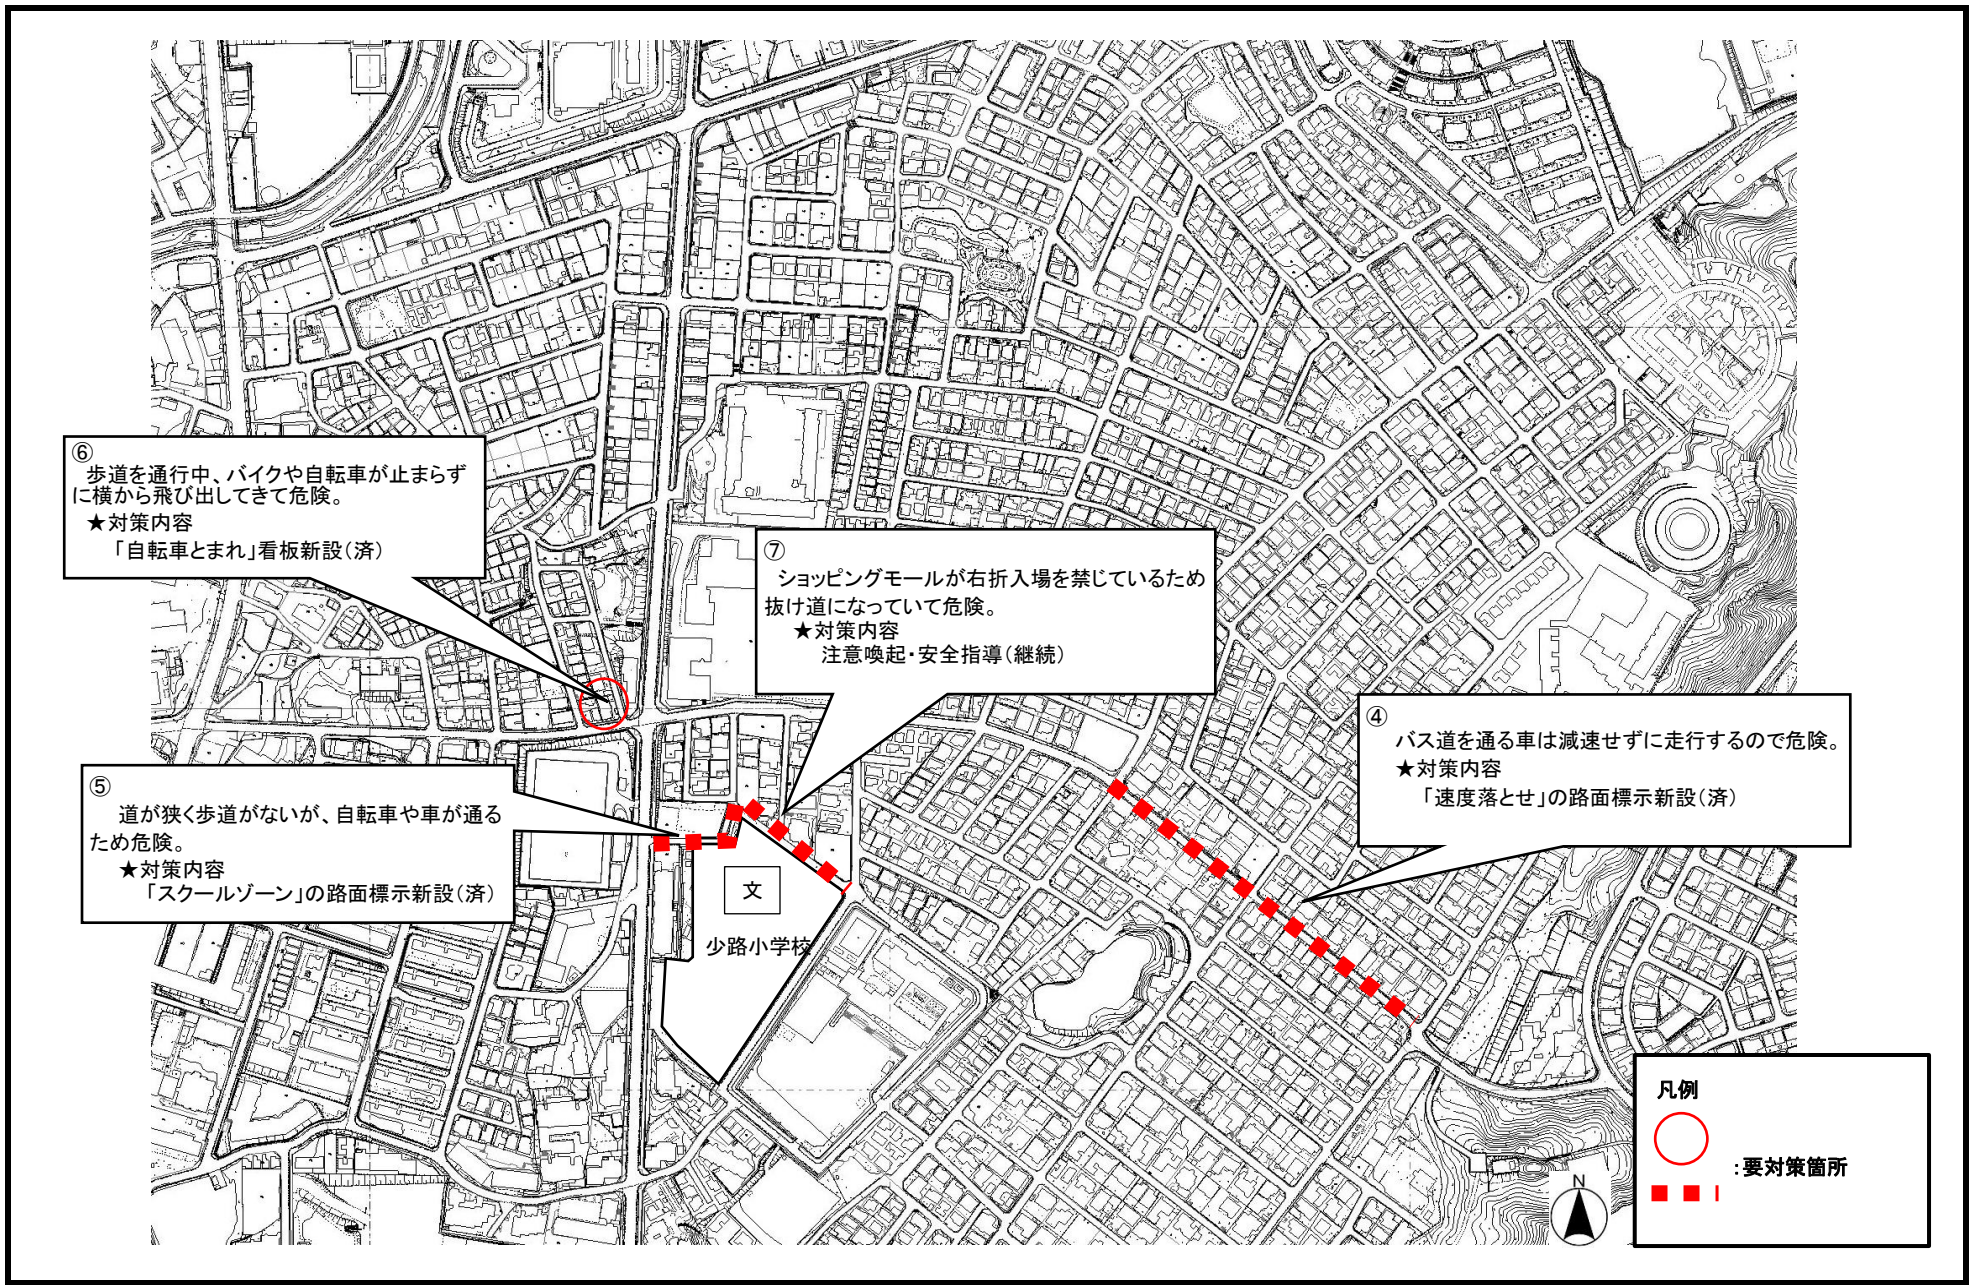 ⑥
歩道を通行中、バイクや自転車が止まらず
に横から飛び出してきて危険。
★対策内容
「自転車とまれ」看板新設(済)
⑦
ショッピングモールが右折入場を禁じているため
抜け道になっていて危険。
★対策内容
注意喚起・安全指導(継続)
④
バス道を通る車は減速せずに走行するので危険。
★対策内容
「速度落とせ」の路面標示新設(済)
⑤
道が狭く歩道がないが、自転車や車が通る
ため危険。
★対策内容
「スクールゾーン」の路面標示新設(済)
文
少路小学校
凡例
:要対策箇所
N